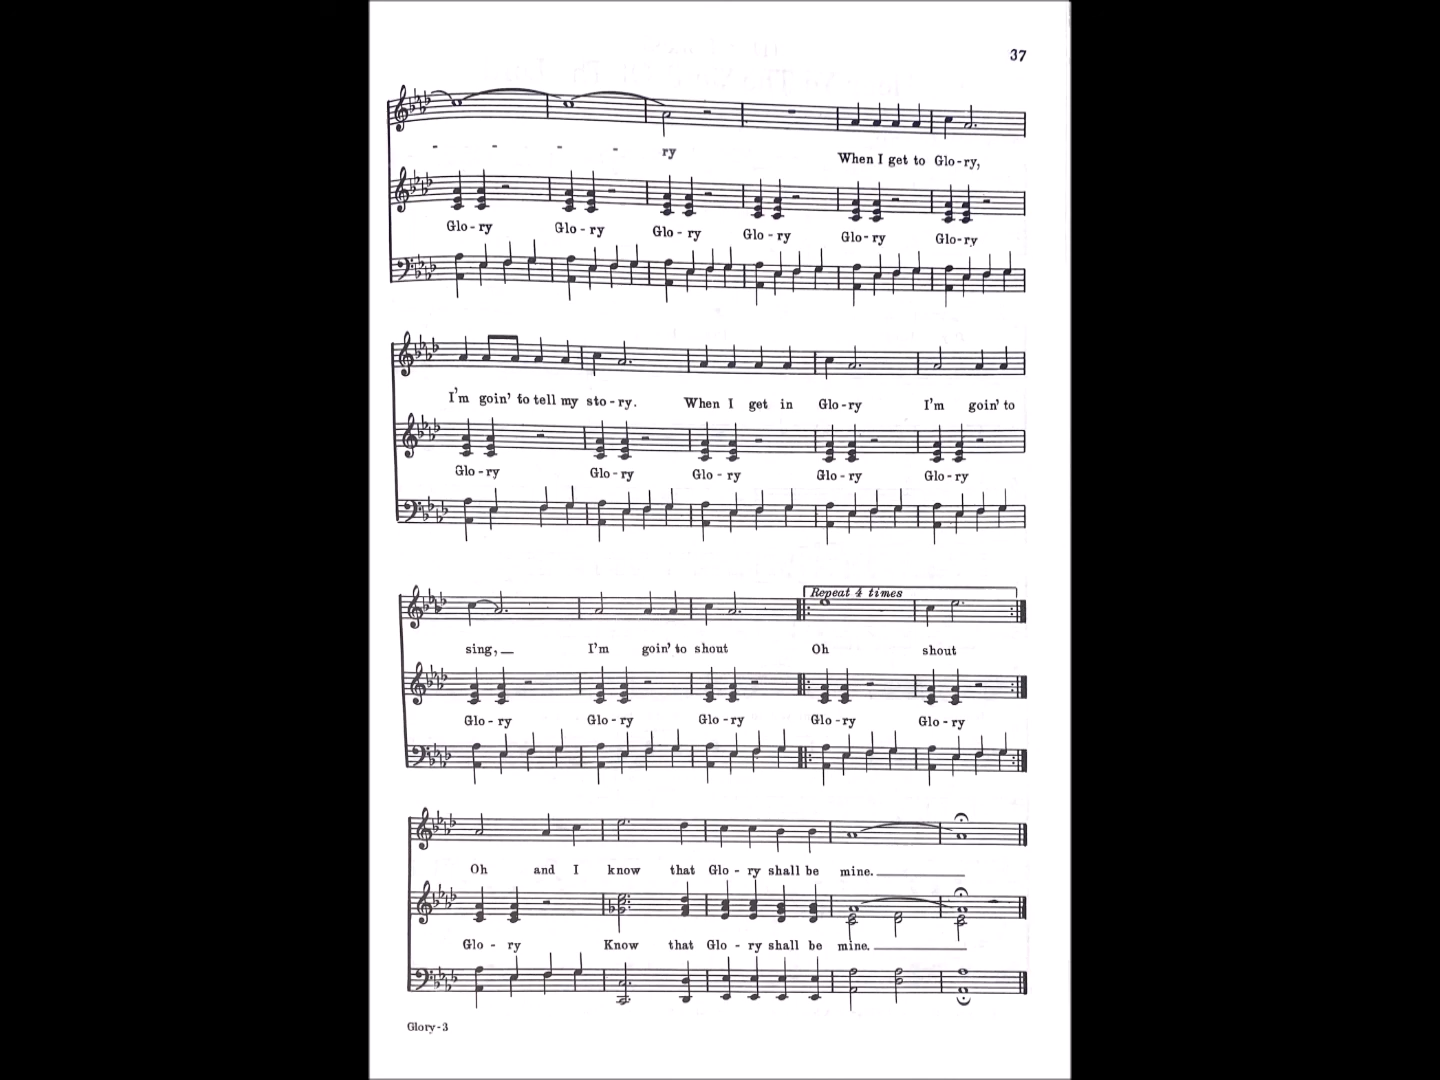 37
- - - - ry When I get to Glo-ry,
Glo-ry Glo-ry Glo-ry Glo-ry Glo-ry Glo-ry
I'm goin' to tell my sto-ry. When I get in Glo-ry I'm goin' to
Glo-ry Glo-ry Glo-ry Glo-ry Glo-ry
Repeat 4 times
sing,_ I'm goin' to shout Oh shout
Glo-ry Glo-ry Glo-ry Glo-ry Glo-ry
Oh and I know that Glo-ry shall be mine.
Glo-ry Know that Glo-ry shall be mine.
Glory-3